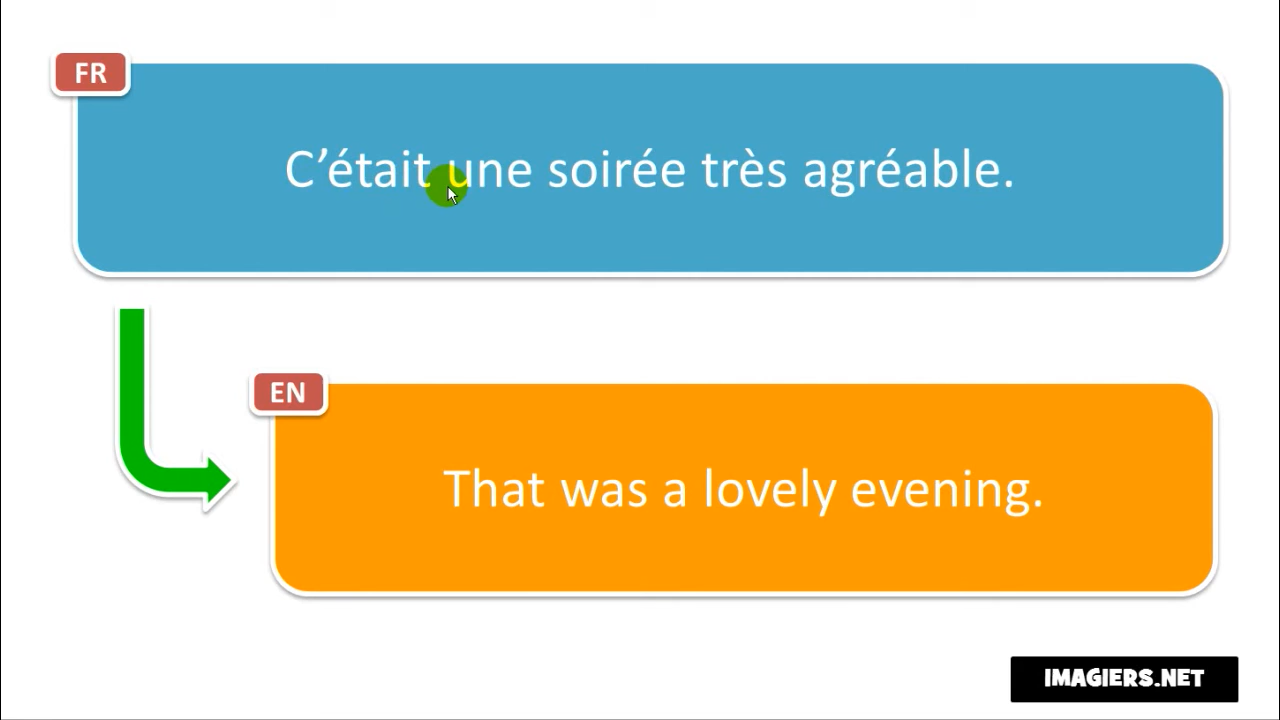 FR
C’était une soirée très agréable.
EN
That was a lovely evening.
IMAGIERS.NET